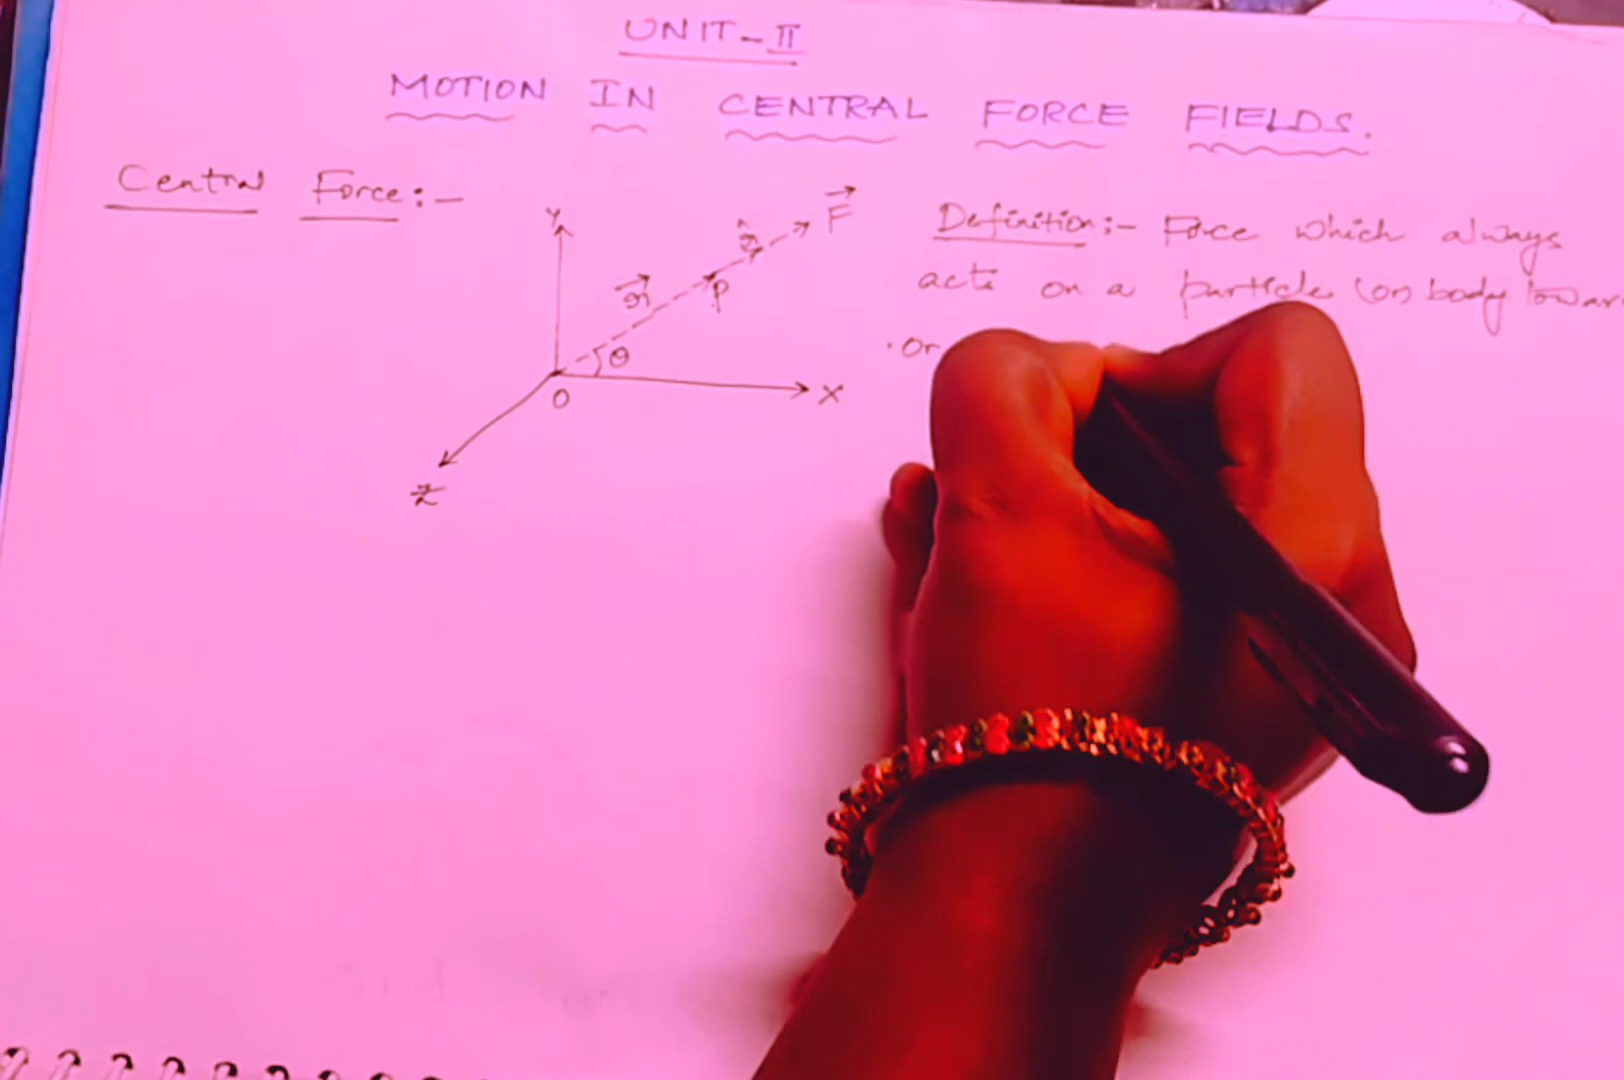 UNIT-II
MOTION IN CENTRAL FORCE FIELDS.
Central Force:-
Y
F
r
r̂
P
θ
O
X
Z
Definition:- Force which always
acts on a particle (or) body towar
or